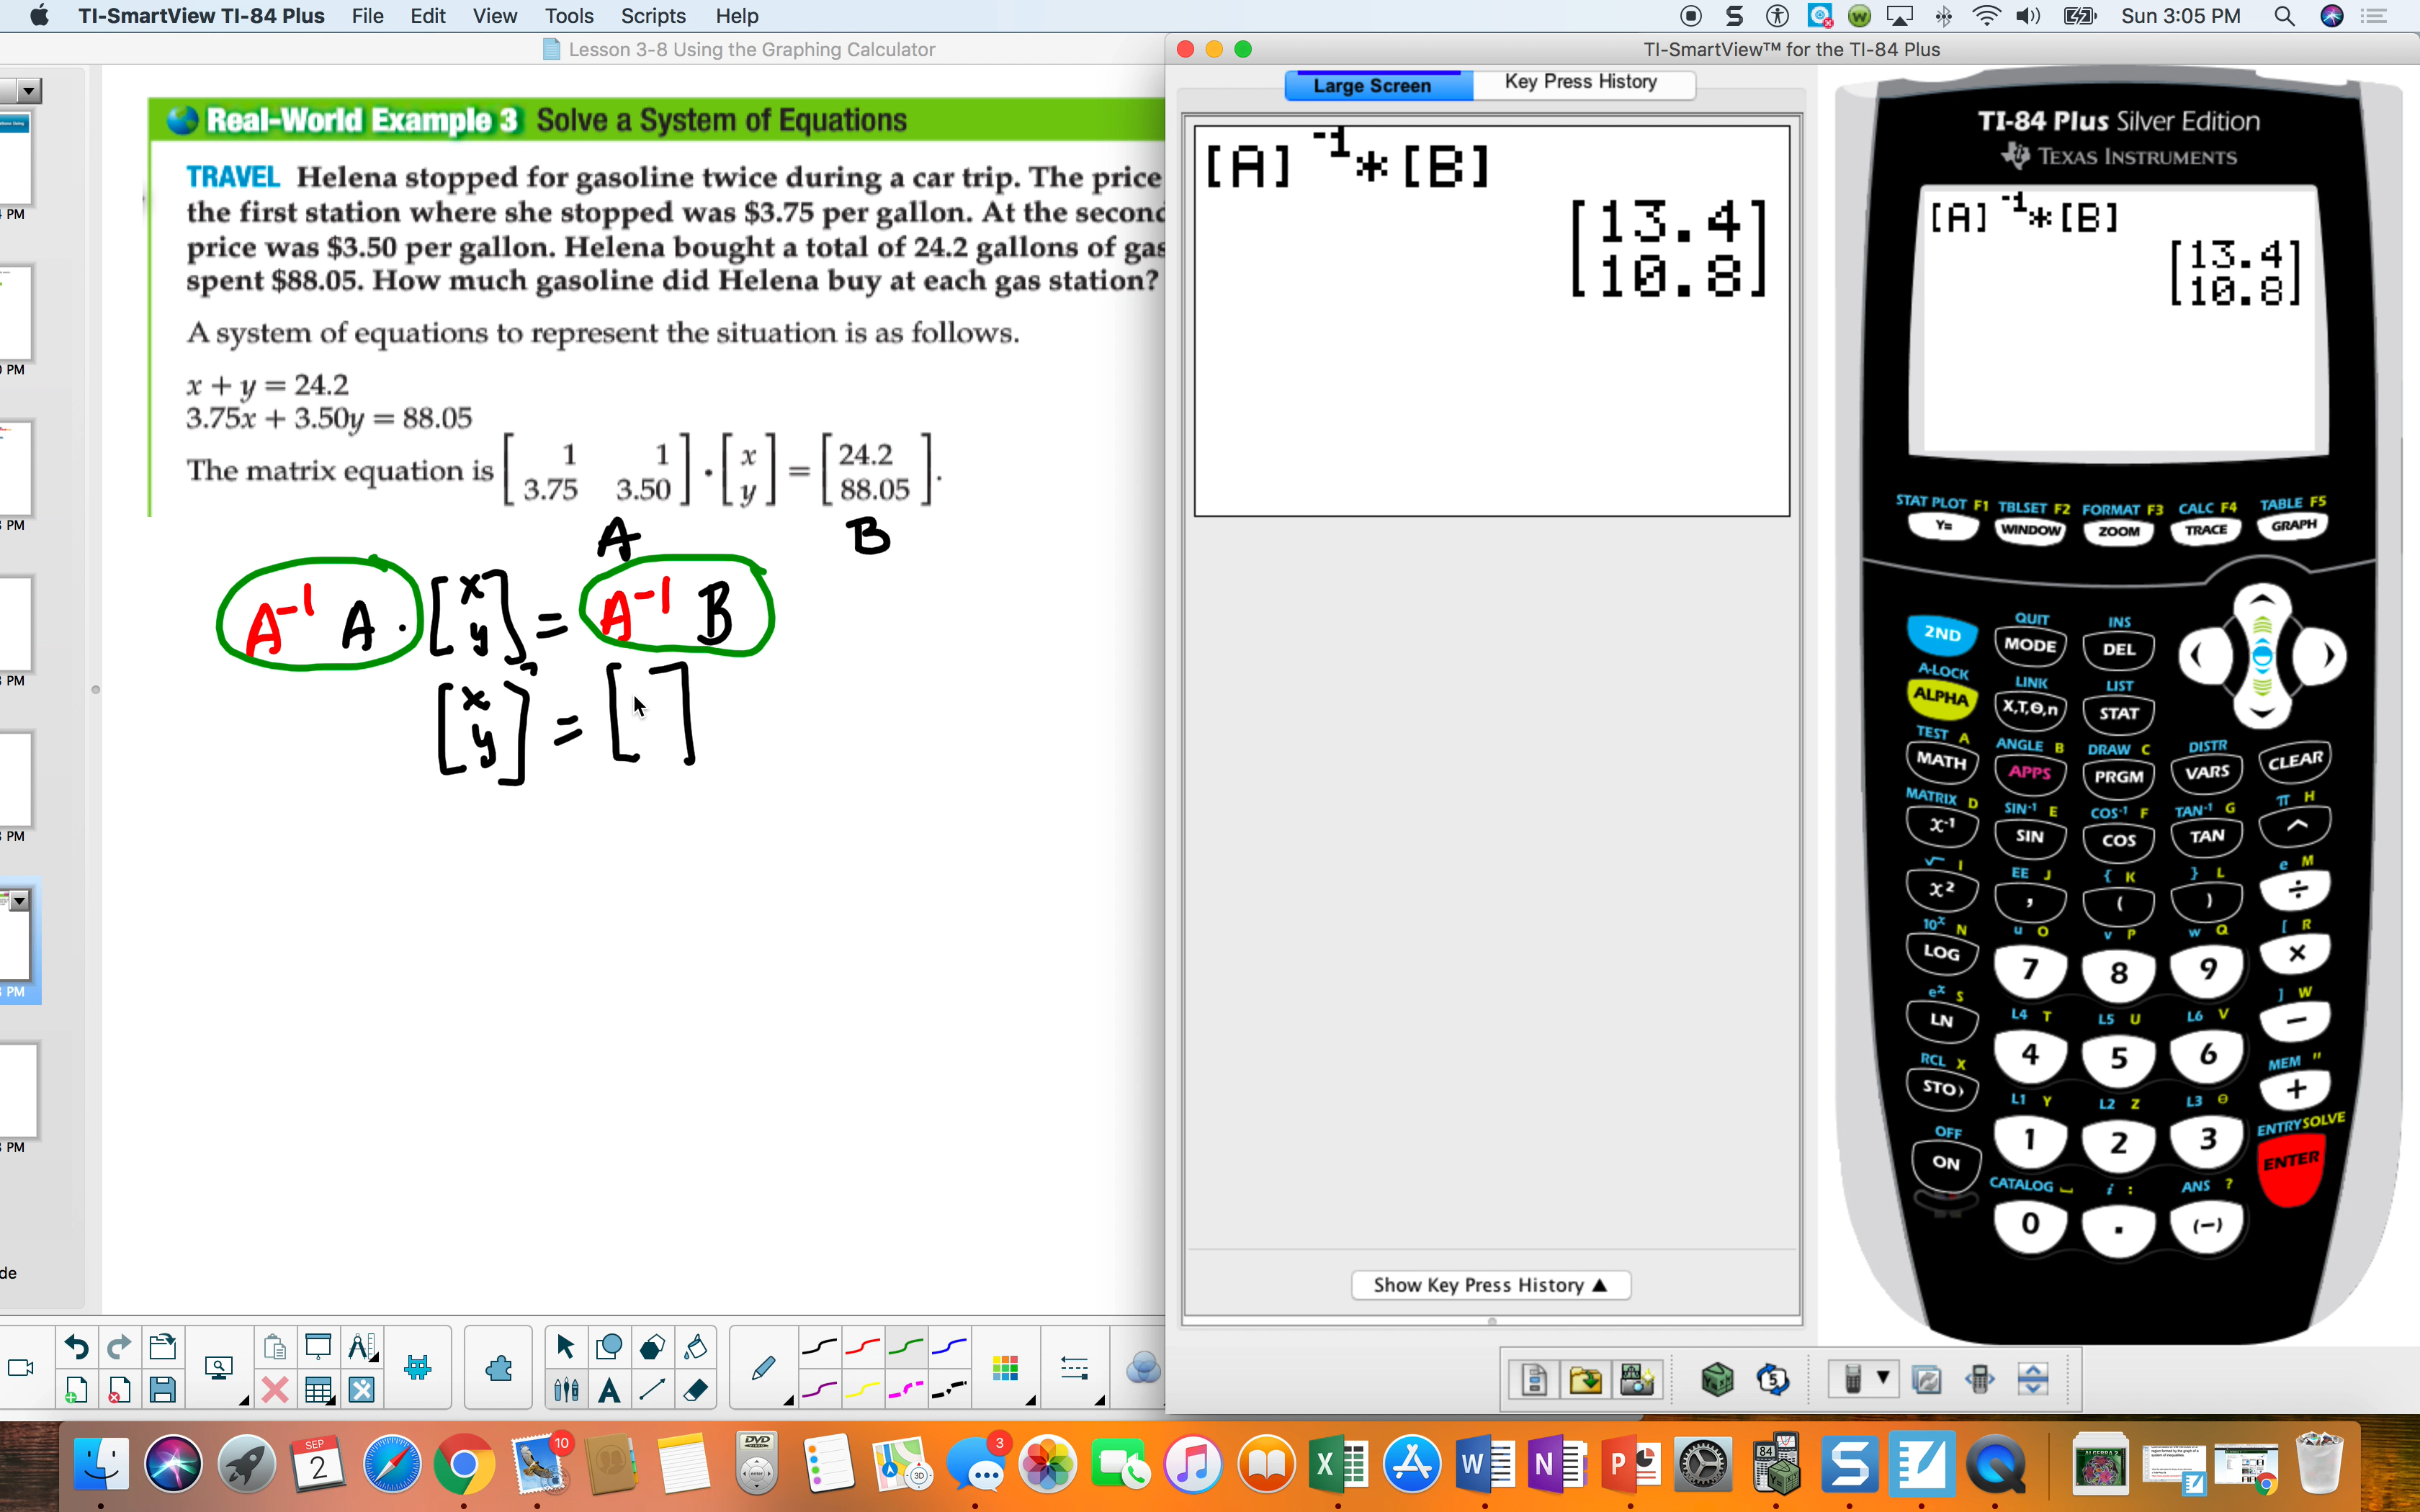 TI-SmartView TI-84 Plus File Edit View Tools Scripts Help Sun 3:05 PM
Lesson 3-8 Using the Graphing Calculator
TI-SmartView™ for the TI-84 Plus
Real-World Example 3 Solve a System of Equations
TRAVEL Helena stopped for gasoline twice during a car trip. The price
the first station where she stopped was $3.75 per gallon. At the second
price was $3.50 per gallon. Helena bought a total of 24.2 gallons of gas
spent $88.05. How much gasoline did Helena buy at each gas station?
A system of equations to represent the situation is as follows.
x + y = 24.2
3.75x + 3.50y = 88.05
The matrix equation is [1 1 3.75 3.50] · [x y] = [24.2 88.05].
A B
A⁻¹ A · [x y] = A⁻¹ B
[x y] = [ ]
PM
PM
PM
PM
PM
PM
PM
de
Large Screen Key Press History
[A]⁻¹*[B]
[13.4]
[10.8]
Show Key Press History ▲
TI-84 Plus Silver Edition
TEXAS INSTRUMENTS
[A]⁻¹*[B]
[13.4]
[10.8]
STAT PLOT F1 TBLSET F2 FORMAT F3 CALC F4 TABLE F5
Y= WINDOW ZOOM TRACE GRAPH
QUIT INS
2ND MODE DEL
A-LOCK LINK LIST
ALPHA X,T,Θ,n STAT
TEST A ANGLE B DRAW C DISTR
MATH APPS PRGM VARS CLEAR
MATRIX D SIN⁻¹ E COS⁻¹ F TAN⁻¹ G π H
x⁻¹ SIN COS TAN ^
√ I EE J { K } L e M
x² , ( ) ÷
10ˣ N u O v P w Q [ R
LOG 7 8 9 ×
eˣ S L4 T L5 U L6 V ] W
LN 4 5 6 −
RCL X L1 Y L2 Z L3 Θ MEM "
STO› 1 2 3 +
OFF CATALOG i : ANS ? ENTRY SOLVE
ON 0 . (−) ENTER
SEP
2
10
DVD
3D
3
84